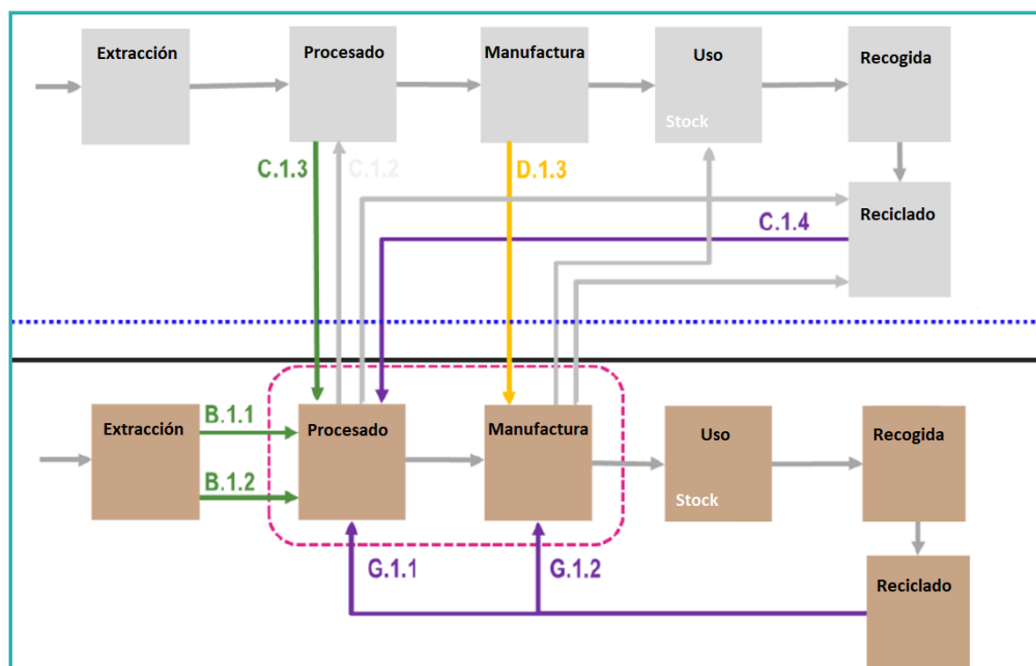 Extracción
Procesado
Manufactura
Uso
Recogida
Stock
C.1.3
C.1.2
D.1.3
Reciclado
C.1.4
Extracción
B.1.1
Procesado
Manufactura
Uso
Recogida
B.1.2
Stock
G.1.1
G.1.2
Reciclado